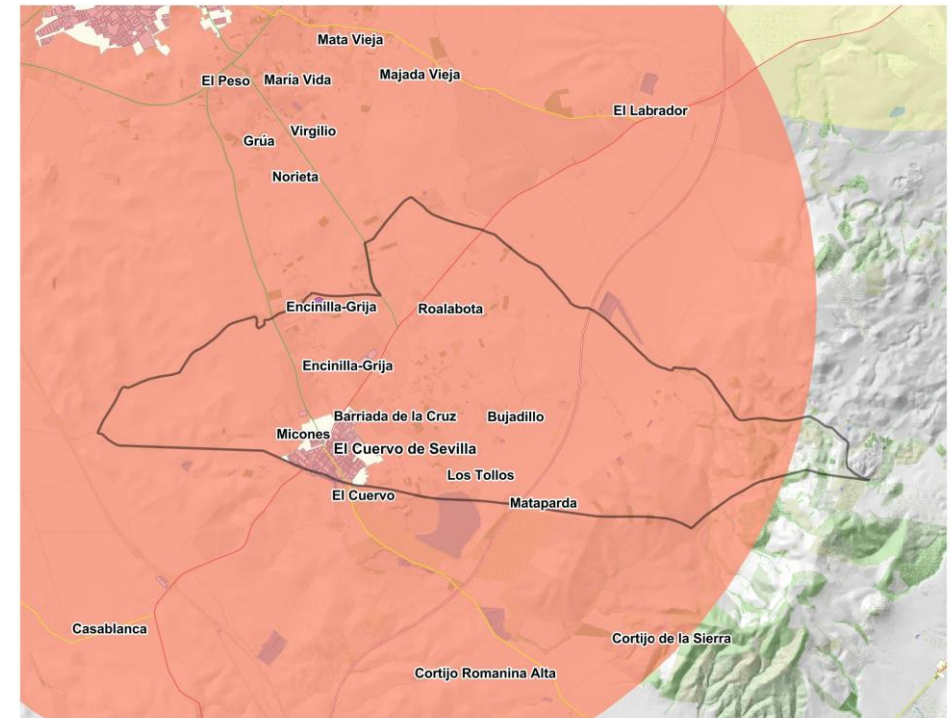 Mata Vieja
El Peso
María Vida
Majada Vieja
El Labrador
Grúa
Virgilio
Norieta
Encinilla-Grija
Roalabota
Encinilla-Grija
Barriada de la Cruz
Bujadillo
Micones
El Cuervo de Sevilla
Los Tollos
El Cuervo
Mataparda
Casablanca
Cortijo de la Sierra
Cortijo Romanina Alta